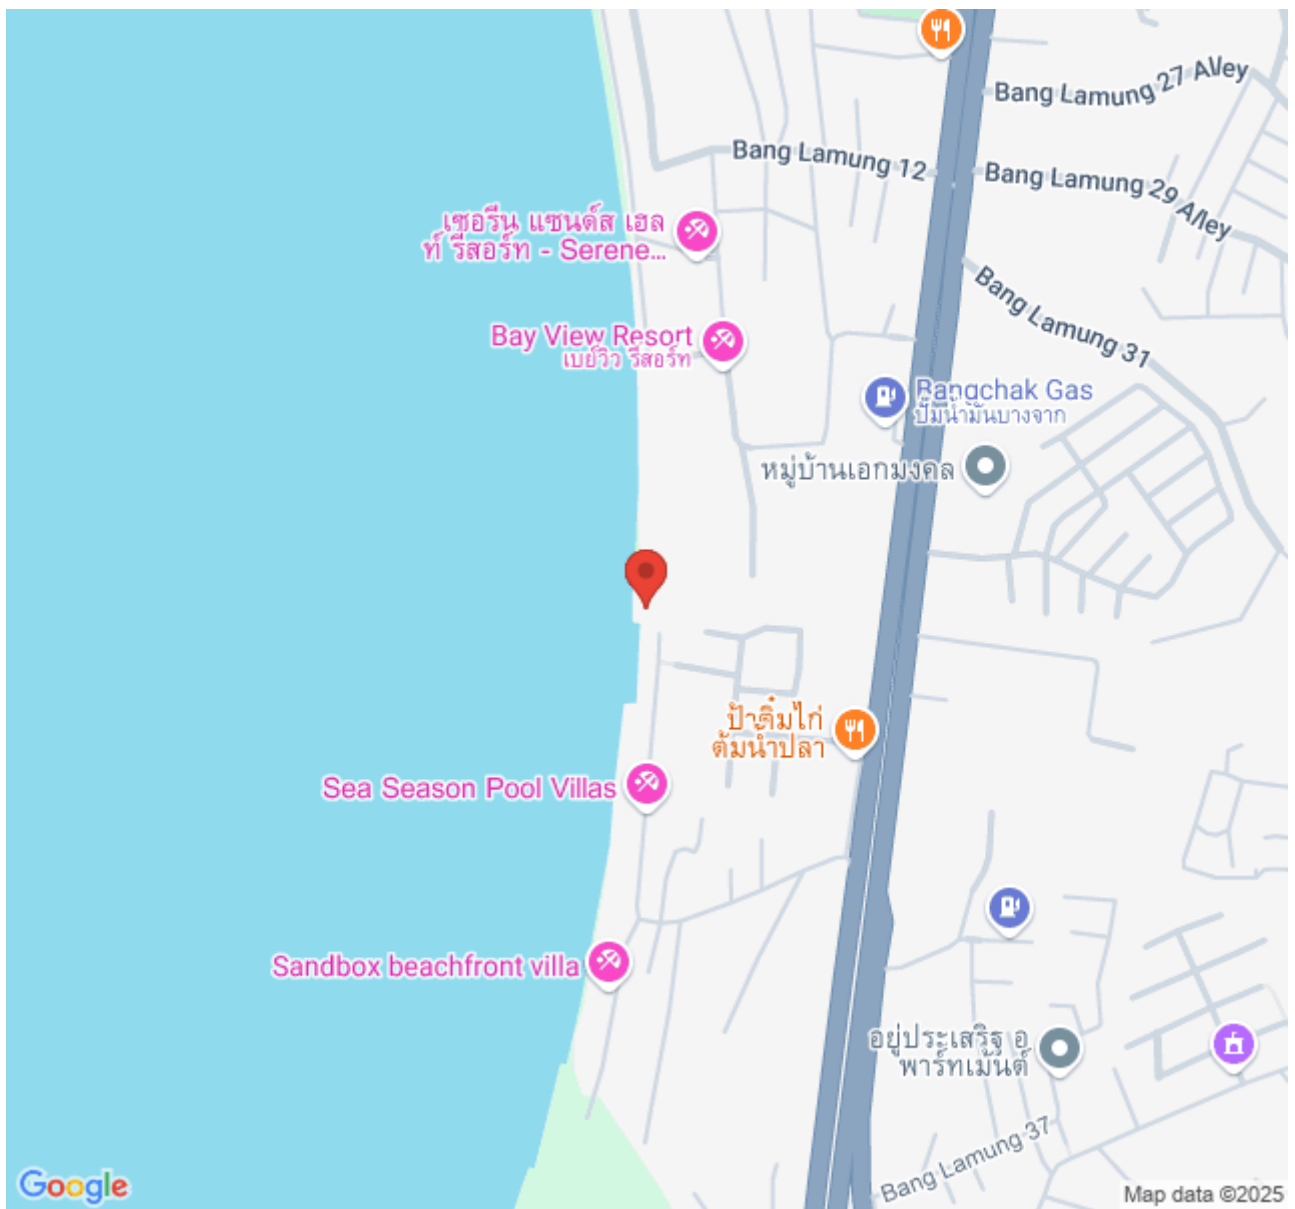 Bang Lamung 27 Alley
Bang Lamung 12
Bang Lamung 29 Alley
เซอรีน แซนด์ส เฮล
ท์ รีสอร์ท - Serene...
Bang Lamung 31
Bay View Resort
เบย์วิว รีสอร์ท
Bangchak Gas
ปั๊มน้ำมันบางจาก
หมู่บ้านเอกมงคล
ป้าติ๋มไก่
ต้มน้ำปลา
Sea Season Pool Villas
Sandbox beachfront villa
อยู่ประเสริฐ อ
พาร์ทเม้นต์
Bang Lamung 37
Google
Map data ©2025